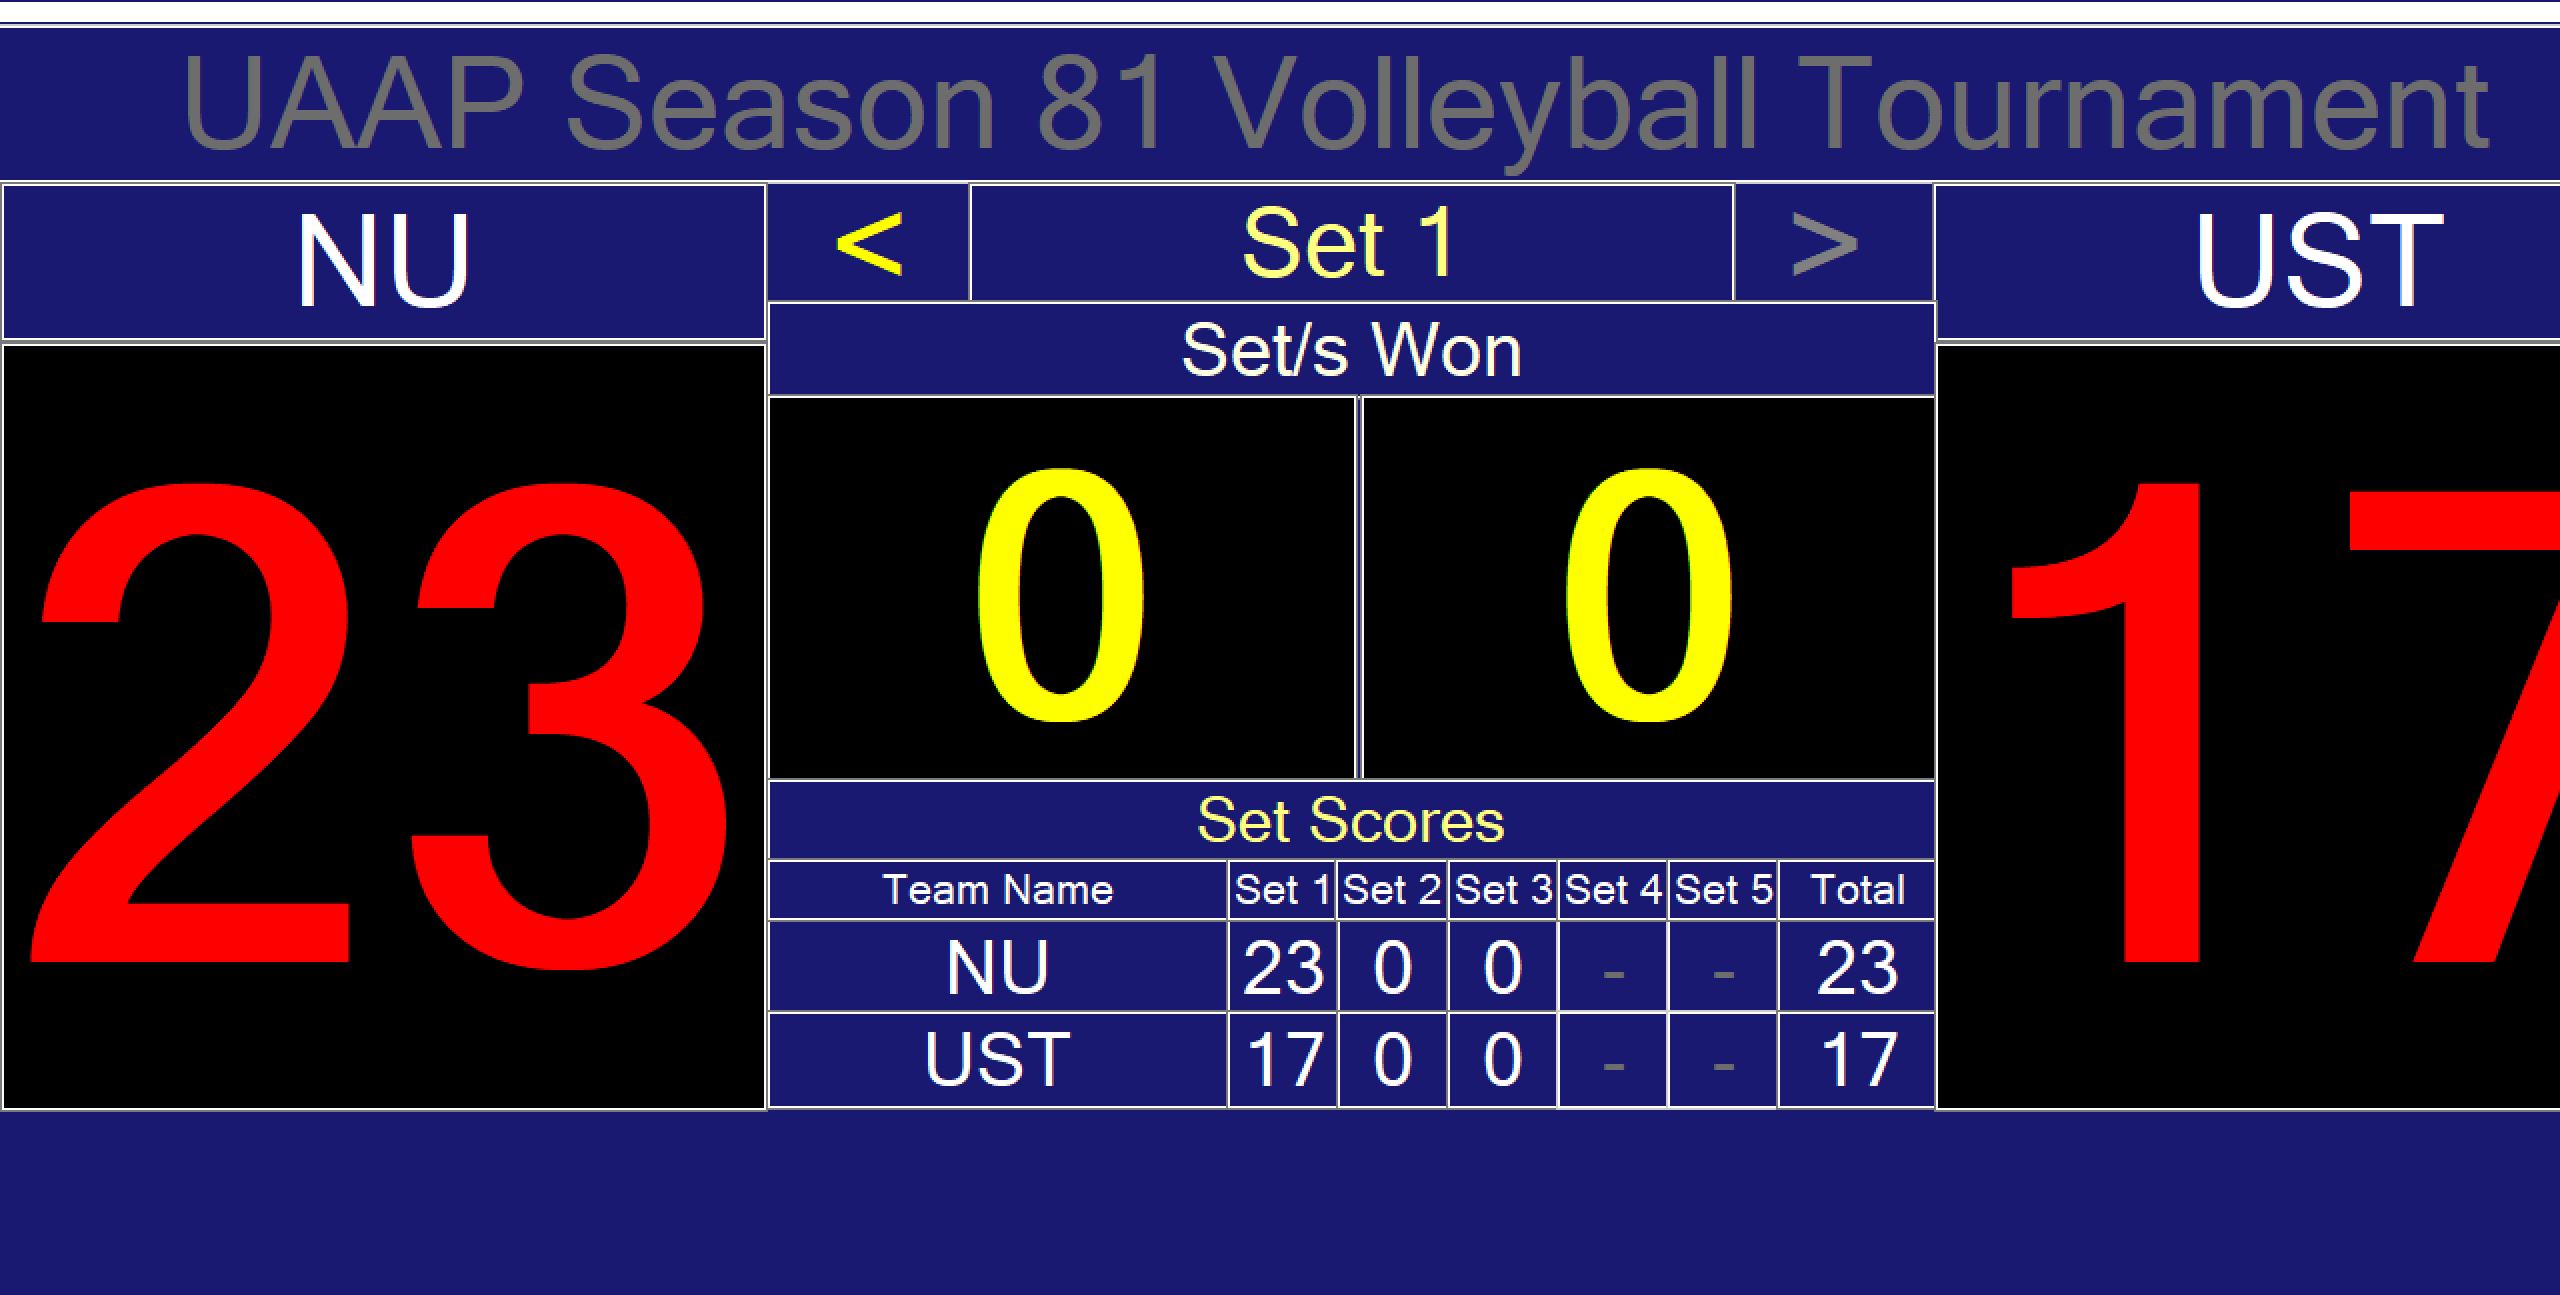 UAAP Season 81 Volleyball Tournament
NU
< Set 1 >
UST
Set/s Won
23
0 0
17
Set Scores
Team Name Set 1 Set 2 Set 3 Set 4 Set 5 Total
NU 23 0 0 - - 23
UST 17 0 0 - - 17